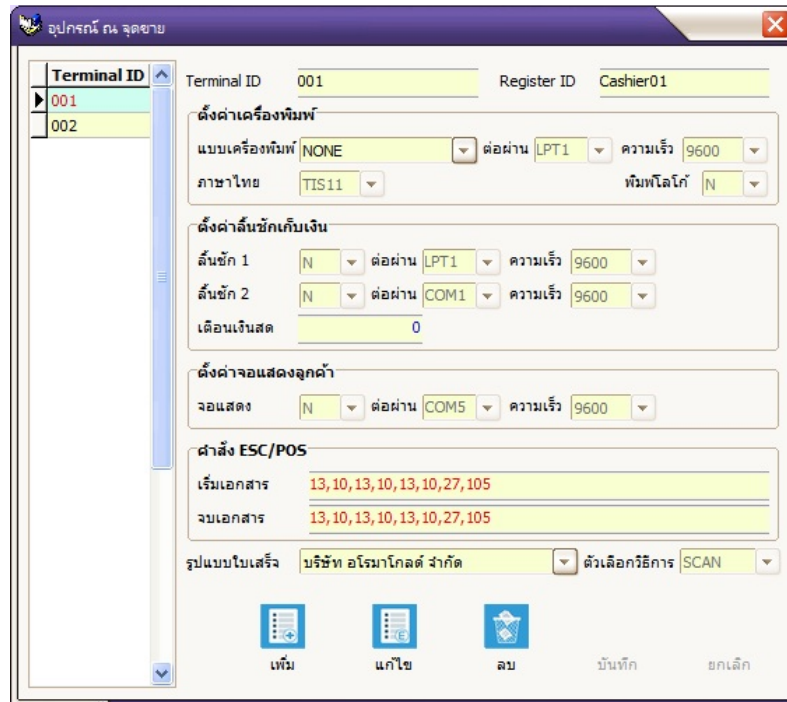 อุปกรณ์ ณ จุดขาย
Terminal ID
001
002
Terminal ID 001 Register ID Cashier01
ตั้งค่าเครื่องพิมพ์
แบบเครื่องพิมพ์ NONE ต่อผ่าน LPT1 ความเร็ว 9600
ภาษาไทย TIS11 พิมพ์โลโก้ N
ตั้งค่าลิ้นชักเก็บเงิน
ลิ้นชัก 1 N ต่อผ่าน LPT1 ความเร็ว 9600
ลิ้นชัก 2 N ต่อผ่าน COM1 ความเร็ว 9600
เตือนเงินสด 0
ตั้งค่าจอแสดงลูกค้า
จอแสดง N ต่อผ่าน COM5 ความเร็ว 9600
คำสั่ง ESC/POS
เริ่มเอกสาร 13,10,13,10,13,10,27,105
จบเอกสาร 13,10,13,10,13,10,27,105
รูปแบบใบเสร็จ บริษัท อโรมาโกลด์ จำกัด ตัวเลือกวิธีการ SCAN
เพิ่ม แก้ไข ลบ บันทึก ยกเลิก